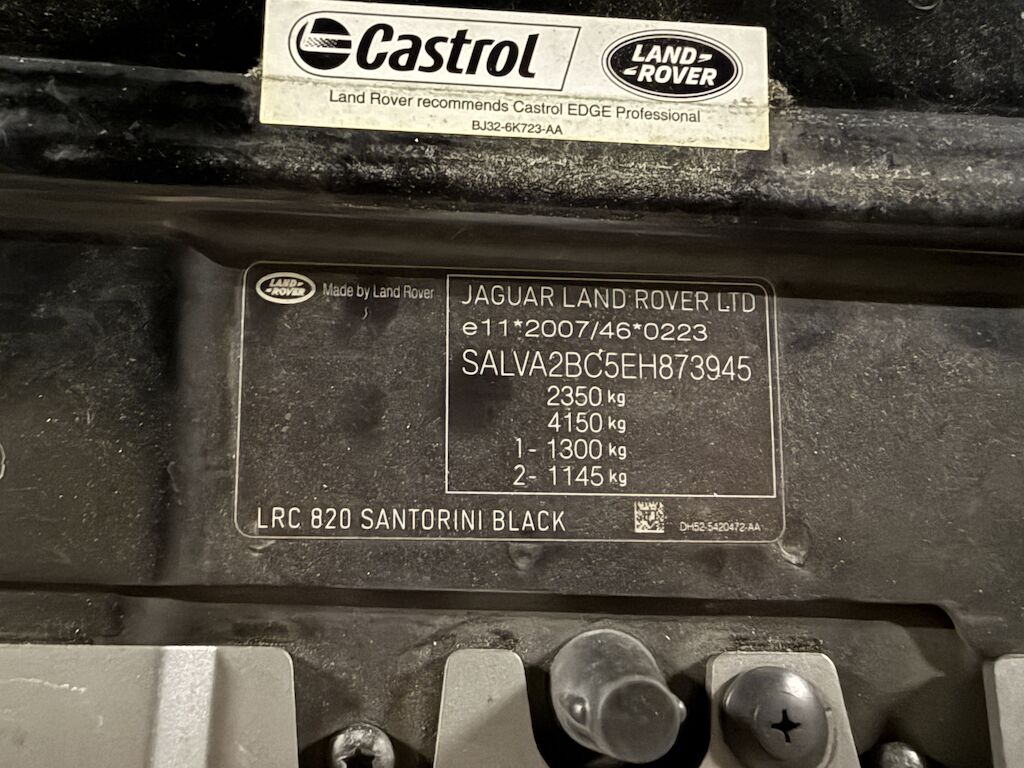 Castrol
LAND-
-ROVER
Land Rover recommends Castrol EDGE Professional
BJ32-6K723-AA
LAND-
-ROVER
Made by Land Rover
JAGUAR LAND ROVER LTD
e11*2007/46*0223
SALVA2BC5EH873945
2350 kg
4150 kg
1- 1300 kg
2- 1145 kg
LRC 820 SANTORINI BLACK
DH52-5420472-AA